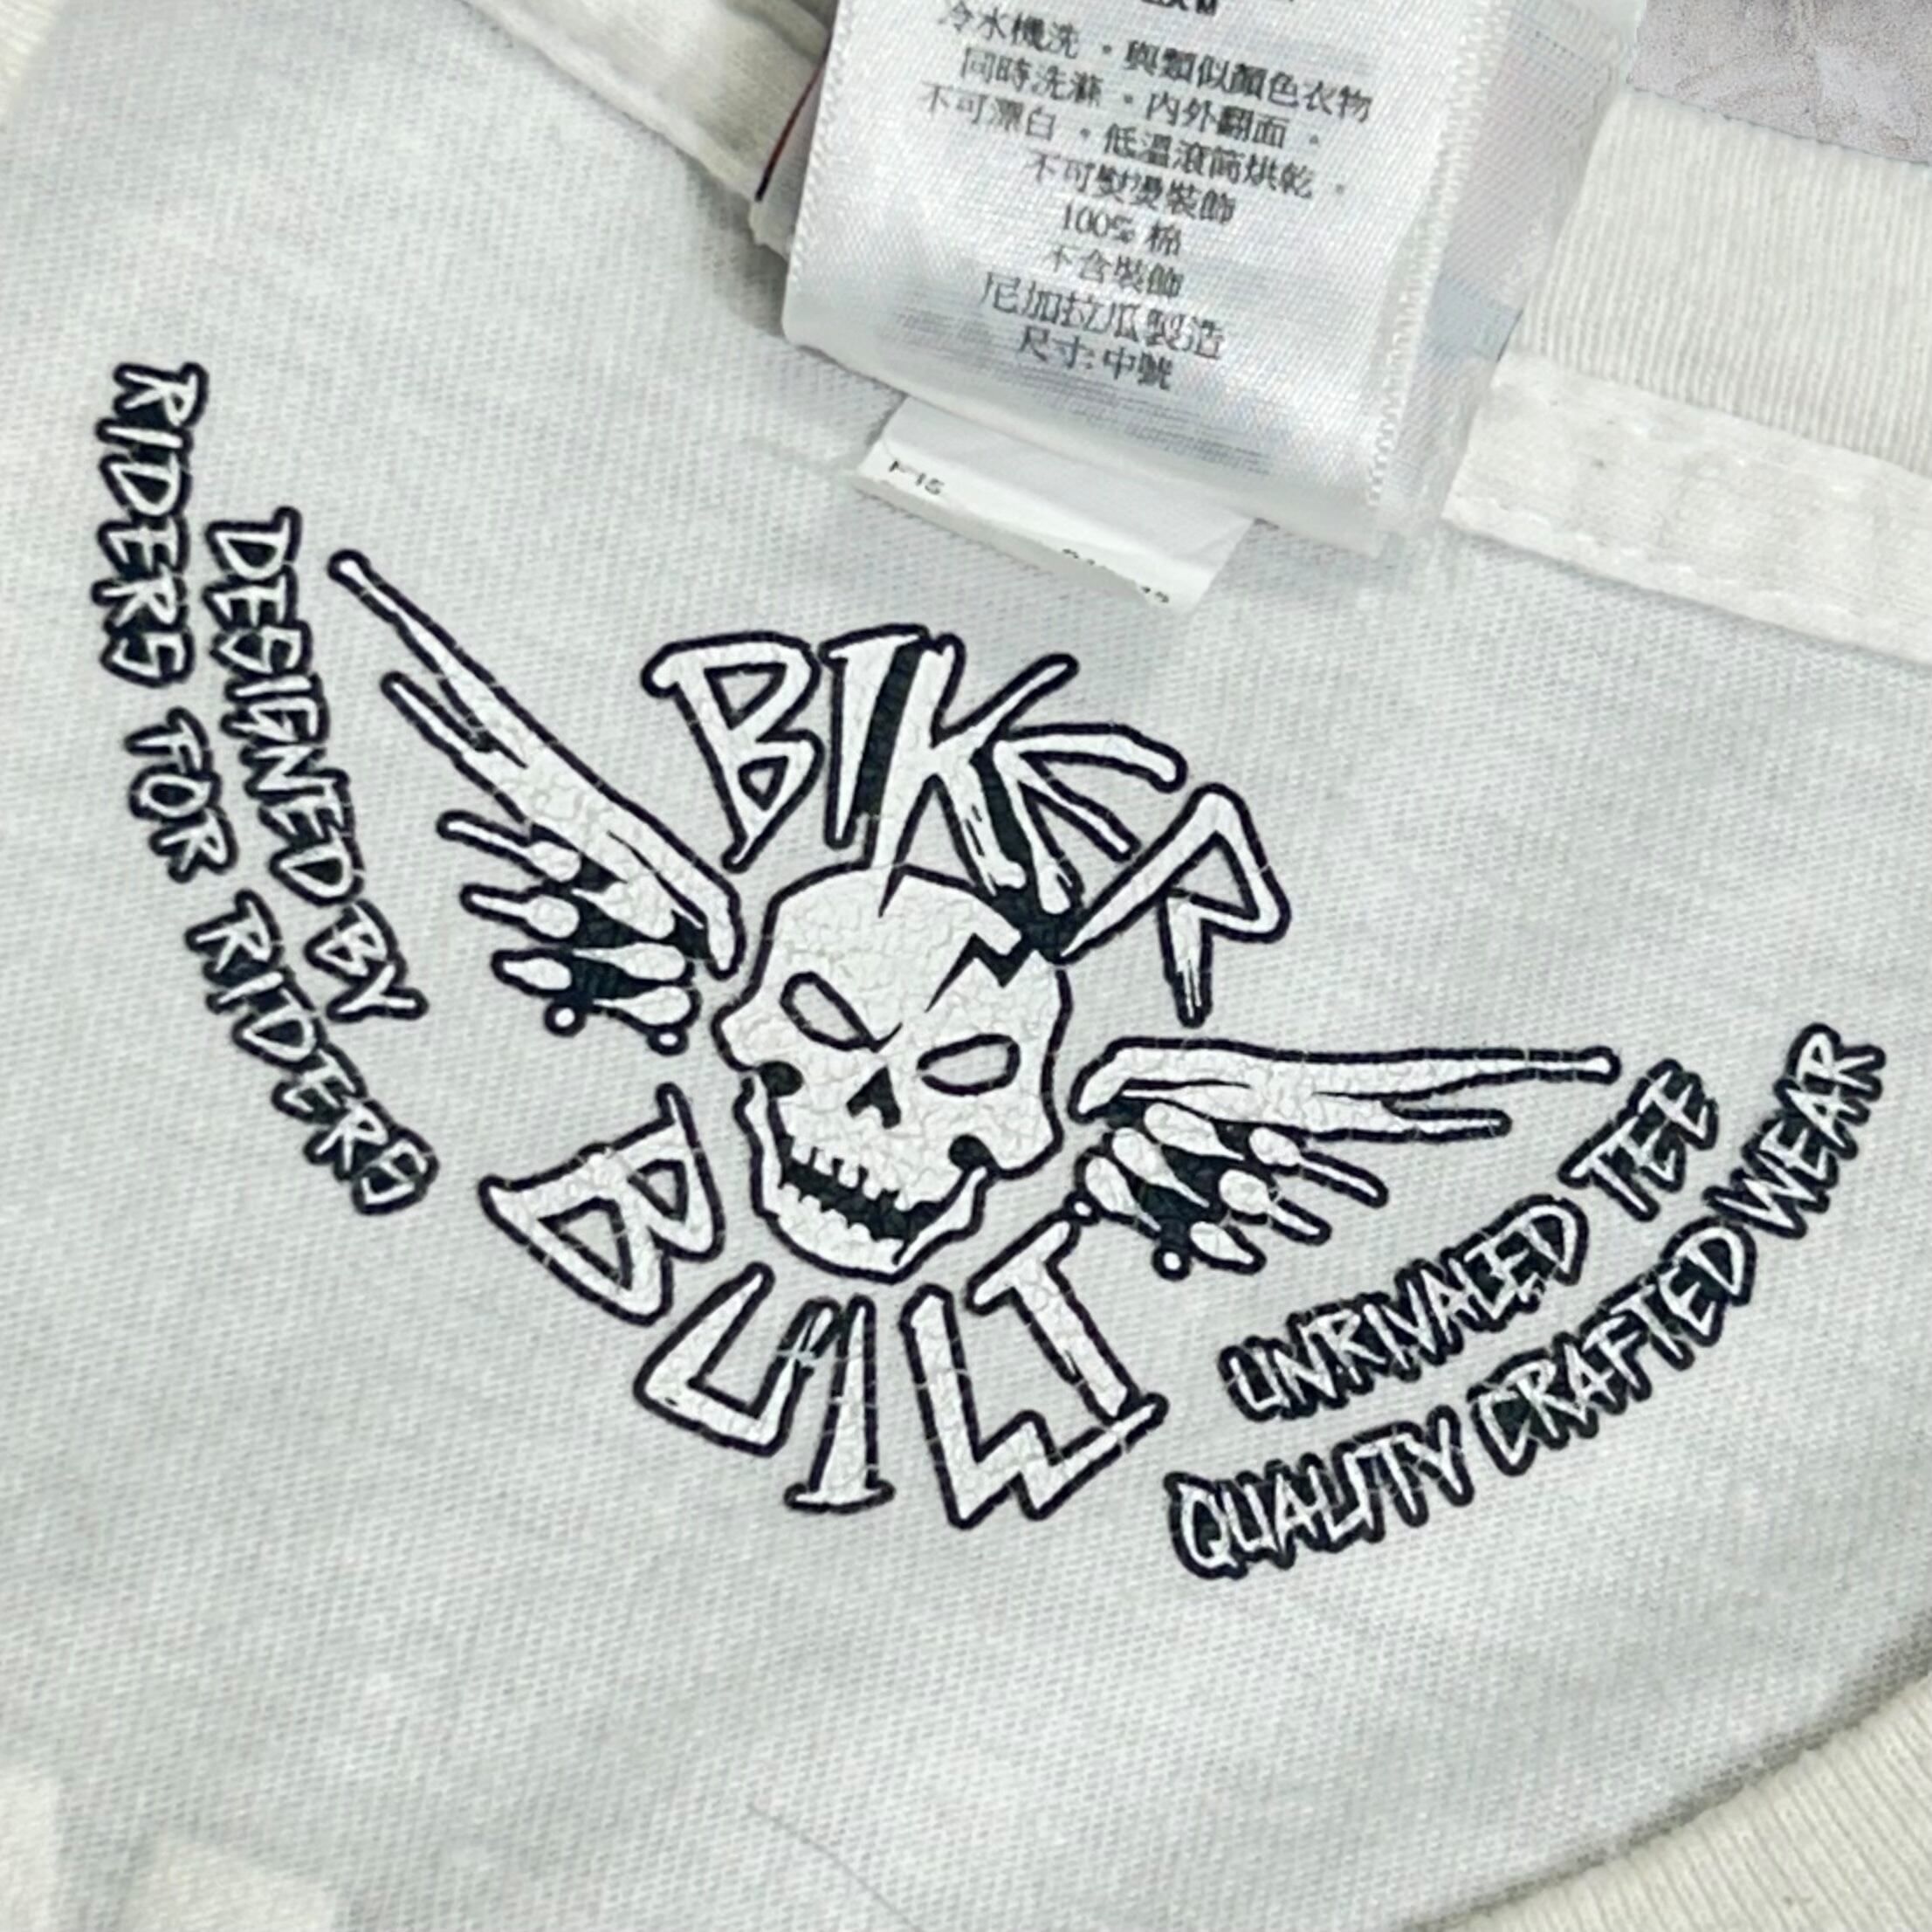 冷水機洗。與類似顏色衣物
同時洗滌。內外翻面。
不可漂白。低溫滾筒烘乾。
不可熨燙裝飾
100% 棉
不含裝飾
尼加拉瓜製造
尺寸: 中號
DESIGNED BY
RIDERS FOR RIDERS
BIKER
BUILT
UNRIVALED TEE
QUALITY CRAFTED WEAR